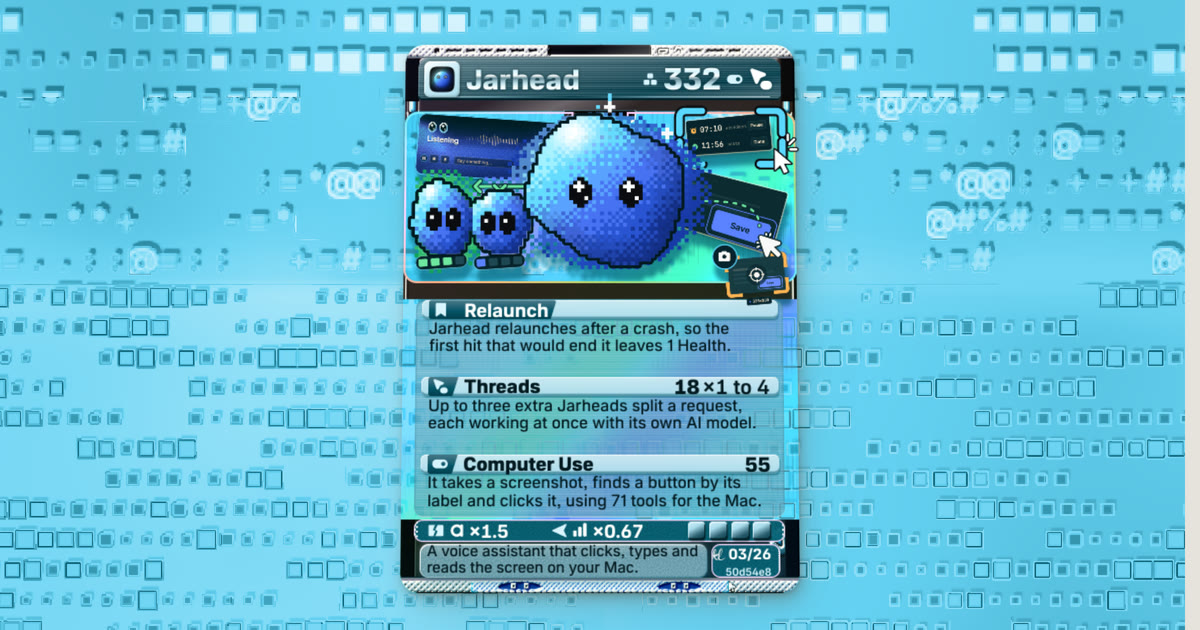 Jarhead
332
Listening
07:10
Pause
11:56
Save
Relaunch
Jarhead relaunches after a crash, so the
first hit that would end it leaves 1 Health.
Threads
18 ×1 to 4
Up to three extra Jarheads split a request,
each working at once with its own AI model.
Computer Use
55
It takes a screenshot, finds a button by its
label and clicks it, using 71 tools for the Mac.
×1.5
×0.67
A voice assistant that clicks, types and
reads the screen on your Mac.
03/26
50d54e8